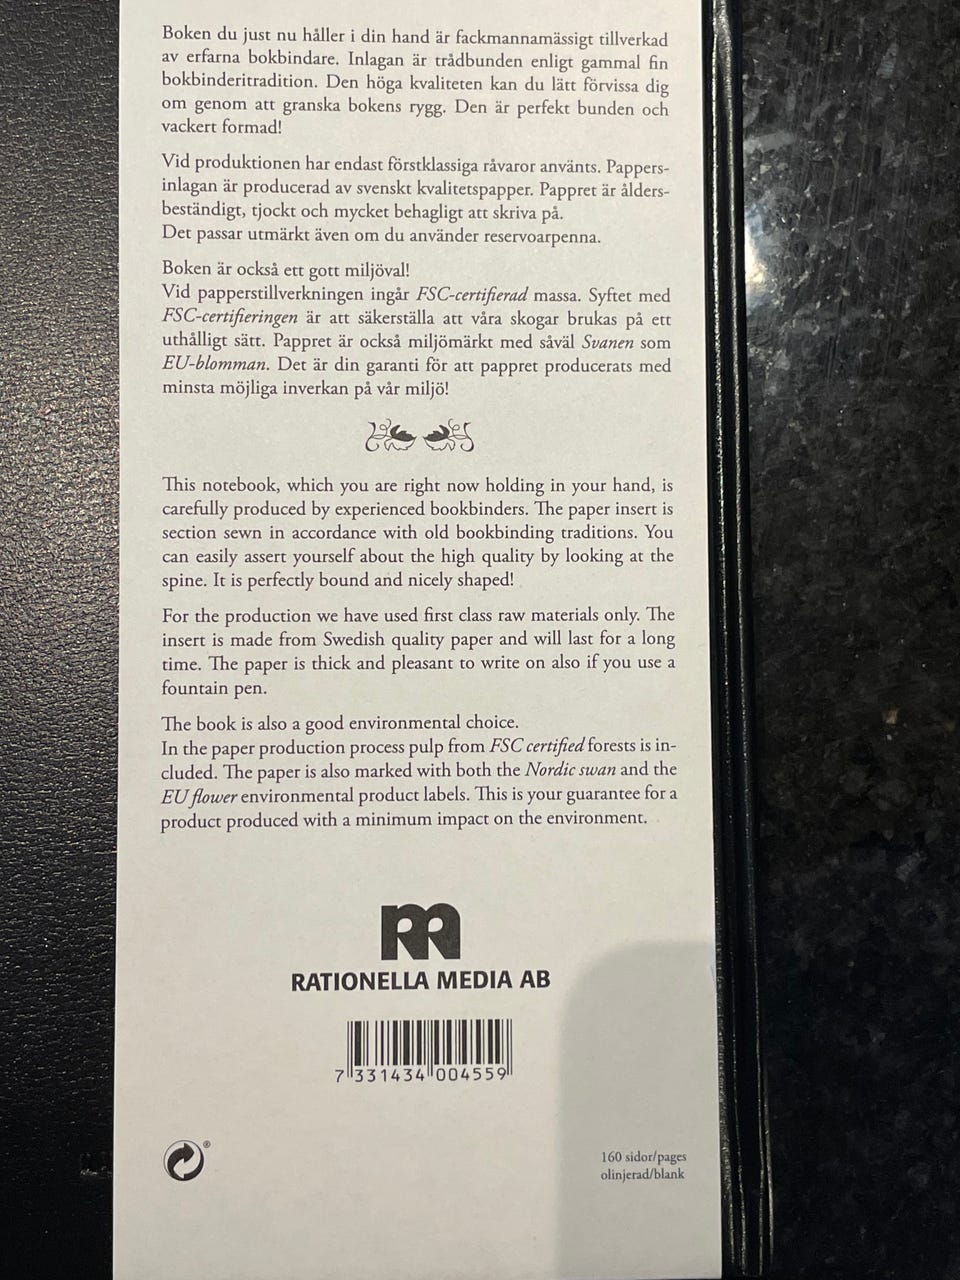 Boken du just nu håller i din hand är fackmannamässigt tillverkad
av erfarna bokbindare. Inlagan är trådbunden enligt gammal fin
bokbinderitradition. Den höga kvaliteten kan du lätt förvissa dig
om genom att granska bokens rygg. Den är perfekt bunden och
vackert formad!
Vid produktionen har endast förstklassiga råvaror använts. Pappers-
inlagan är producerad av svenskt kvalitetspapper. Pappret är ålders-
beständigt, tjockt och mycket behagligt att skriva på.
Det passar utmärkt även om du använder reservoarpenna.
Boken är också ett gott miljöval!
Vid papperstillverkningen ingår FSC-certifierad massa. Syftet med
FSC-certifieringen är att säkerställa att våra skogar brukas på ett
uthålligt sätt. Pappret är också miljömärkt med såväl Svanen som
EU-blomman. Det är din garanti för att pappret producerats med
minsta möjliga inverkan på vår miljö!
This notebook, which you are right now holding in your hand, is
carefully produced by experienced bookbinders. The paper insert is
section sewn in accordance with old bookbinding traditions. You
can easily assert yourself about the high quality by looking at the
spine. It is perfectly bound and nicely shaped!
For the production we have used first class raw materials only. The
insert is made from Swedish quality paper and will last for a long
time. The paper is thick and pleasant to write on also if you use a
fountain pen.
The book is also a good environmental choice.
In the paper production process pulp from FSC certified forests is in-
cluded. The paper is also marked with both the Nordic swan and the
EU flower environmental product labels. This is your guarantee for a
product produced with a minimum impact on the environment.
RATIONELLA MEDIA AB
7 331434 004559
®
160 sidor/pages
olinjerad/blank